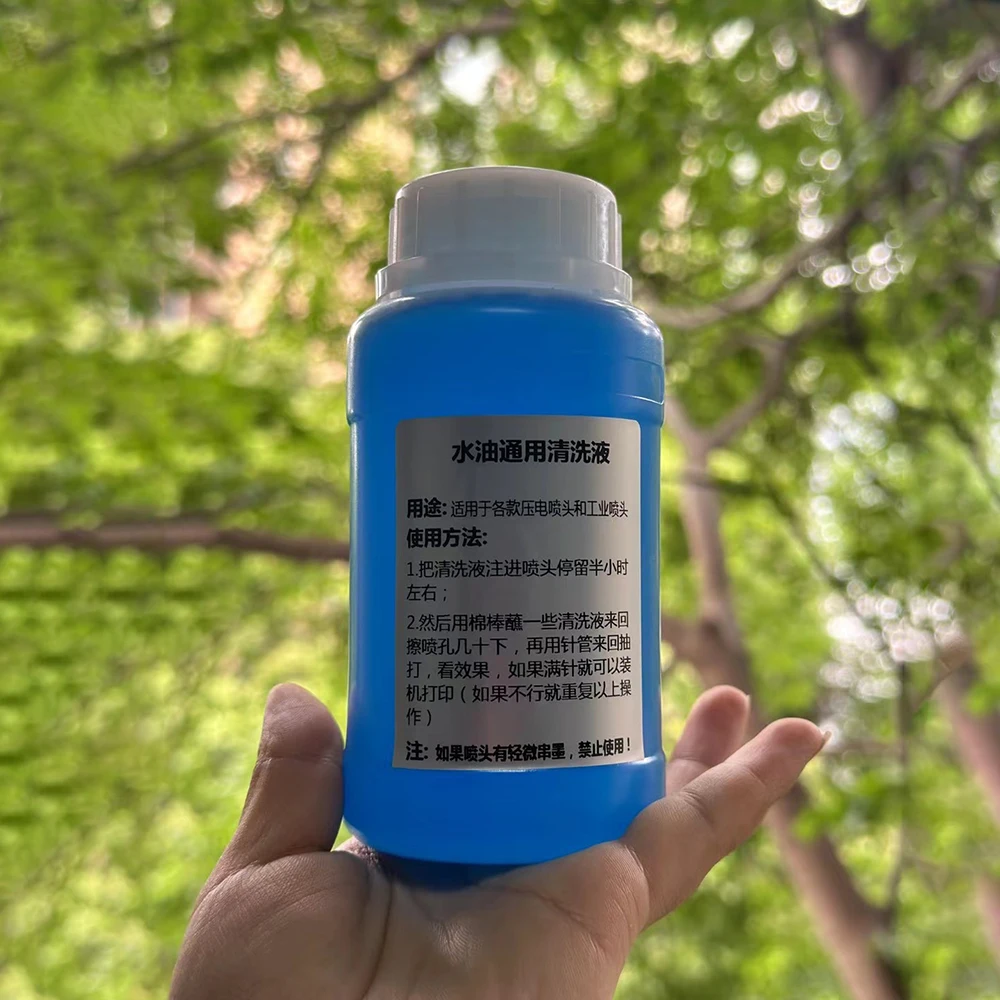 水油通用清洗液
用途: 适用于各款压电喷头和工业喷头
使用方法:
1.把清洗液注进喷头停留半小时
左右；
2.然后用棉棒蘸一些清洗液来回
擦喷孔几十下，再用针管来回抽
打，看效果，如果满针就可以装
机打印（如果不行就重复以上操
作）
注: 如果喷头有轻微串墨，禁止使用！